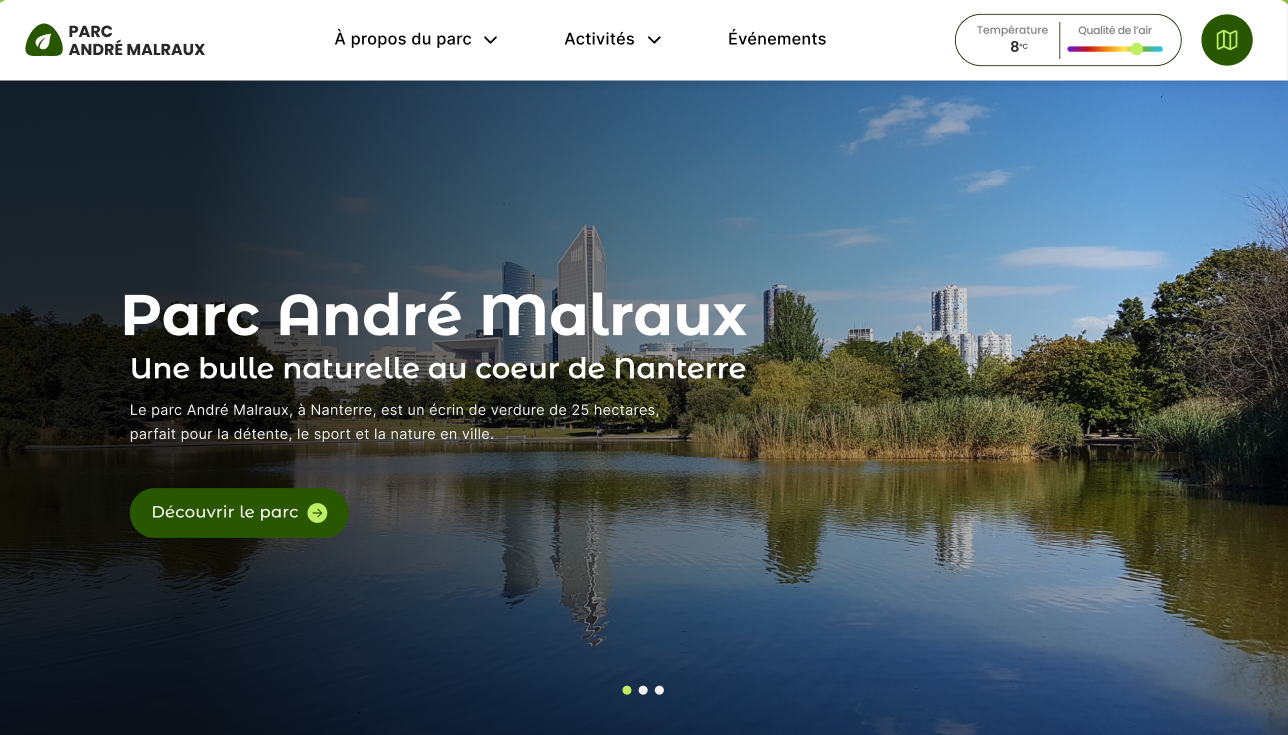 PARC
ANDRÉ MALRAUX
À propos du parc
Activités
Événements
Température
8°C
Qualité de l'air
Parc André Malraux
Une bulle naturelle au coeur de Nanterre
Le parc André Malraux, à Nanterre, est un écrin de verdure de 25 hectares,
parfait pour la détente, le sport et la nature en ville.
Découvrir le parc